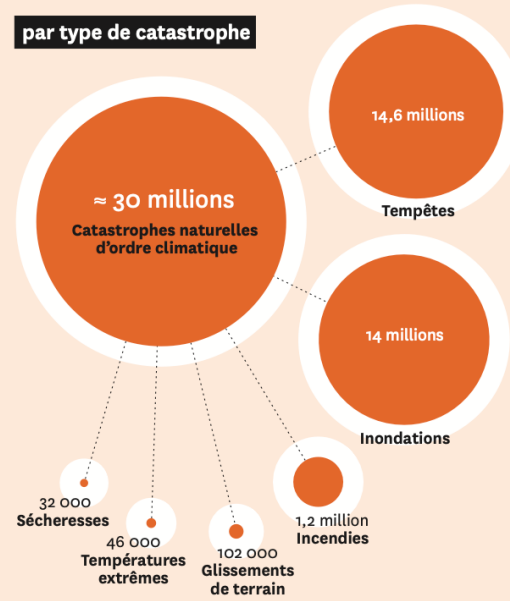 par type de catastrophe
14,6 millions
Tempêtes
≈ 30 millions
Catastrophes naturelles
d'ordre climatique
14 millions
Inondations
32 000
Sécheresses
46 000
Températures
extrêmes
102 000
Glissements
de terrain
1,2 million
Incendies